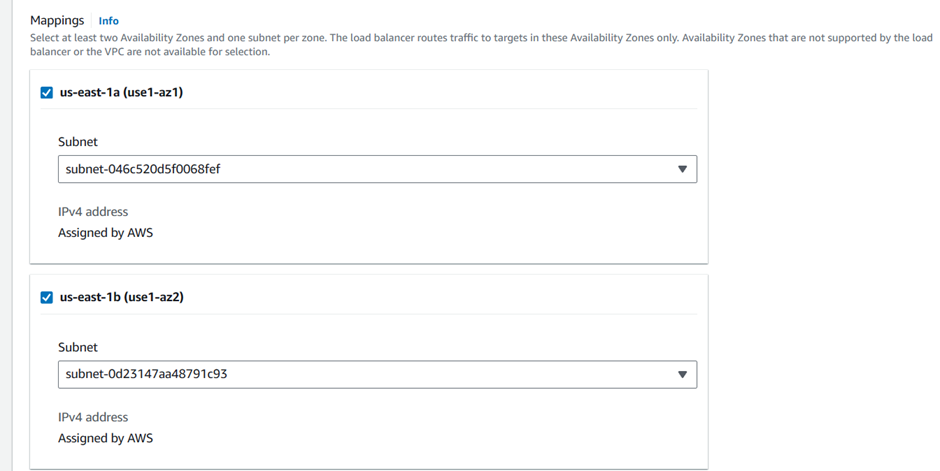 Mappings Info
Select at least two Availability Zones and one subnet per zone. The load balancer routes traffic to targets in these Availability Zones only. Availability Zones that are not supported by the load
balancer or the VPC are not available for selection.
us-east-1a (use1-az1)
Subnet
subnet-046c520d5f0068fef
IPv4 address
Assigned by AWS
us-east-1b (use1-az2)
Subnet
subnet-0d23147aa48791c93
IPv4 address
Assigned by AWS